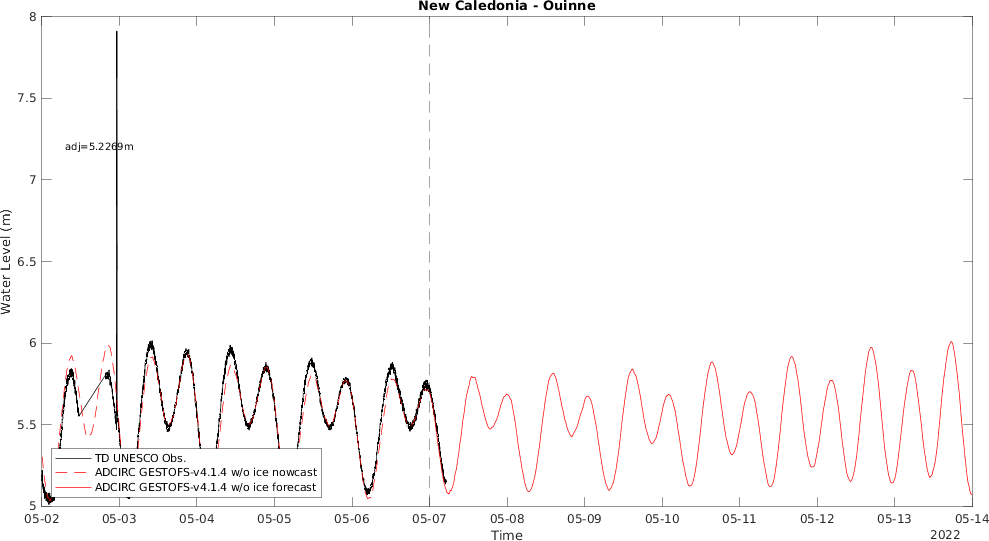 New Caledonia - Ouinne
8
7.5
7
6.5
6
5.5
5
Water Level (m)
adj=5.2269m
TD UNESCO Obs.
ADCIRC GESTOFS-v4.1.4 w/o ice nowcast
ADCIRC GESTOFS-v4.1.4 w/o ice forecast
05-02 05-03 05-04 05-05 05-06 05-07 05-08 05-09 05-10 05-11 05-12 05-13 05-14
Time
2022